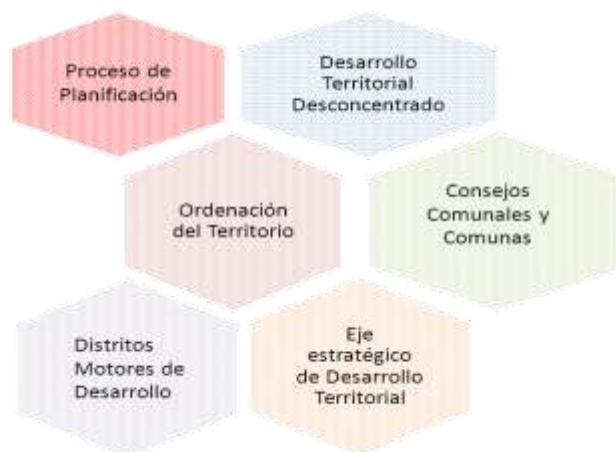 Proceso de
Planificación
Desarrollo
Territorial
Desconcentrado
Ordenación
del Territorio
Consejos
Comunales y
Comunas
Distritos
Motores de
Desarrollo
Eje
estratégico
de Desarrollo
Territorial